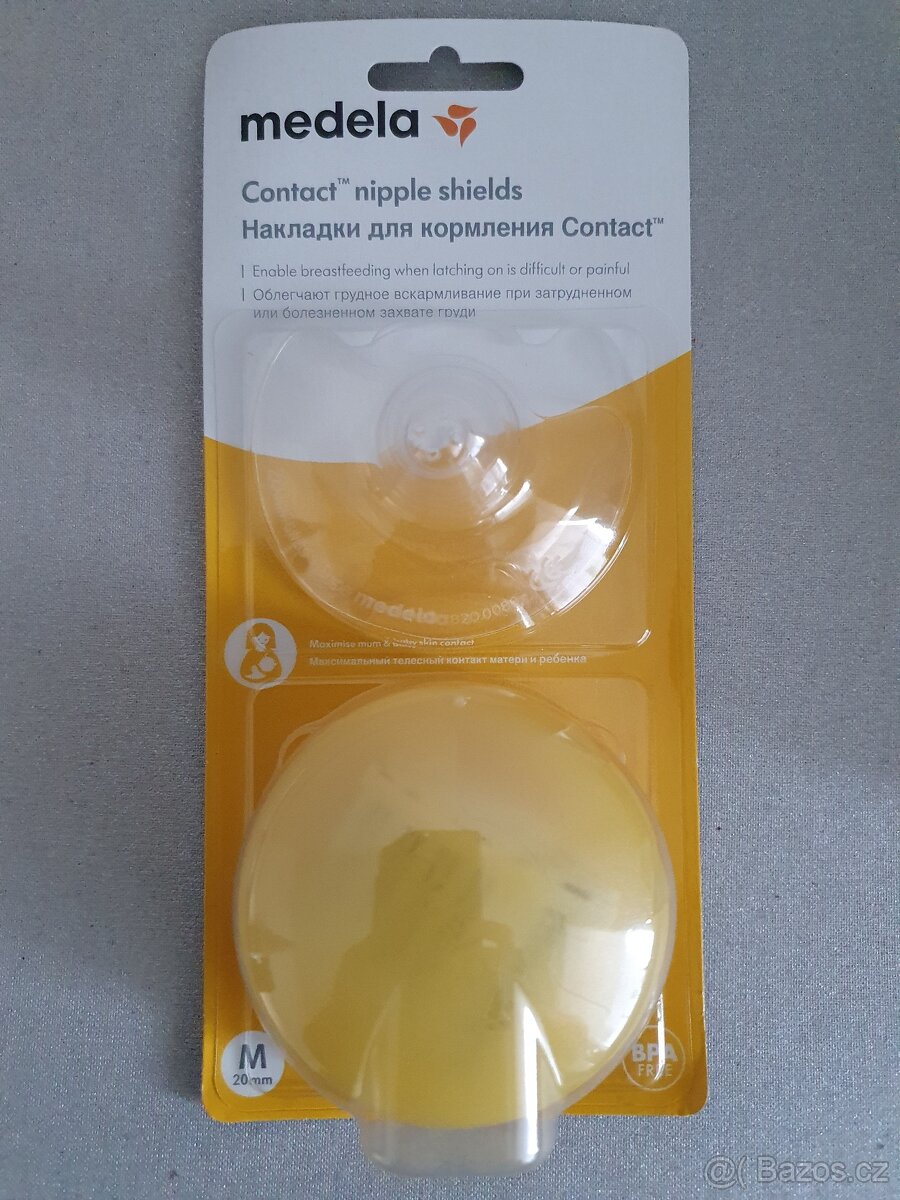 medela
Contact™ nipple shields
Накладки для кормления Contact™
| Enable breastfeeding when latching on is difficult or painful
| Облегчают грудное вскармливание при затрудненном
или болезненном захвате груди
medela
Maximise mum & baby skin contact
Максимальный телесный контакт матери и ребенка
M
20 mm
BPA
FREE
@( Bazos.cz